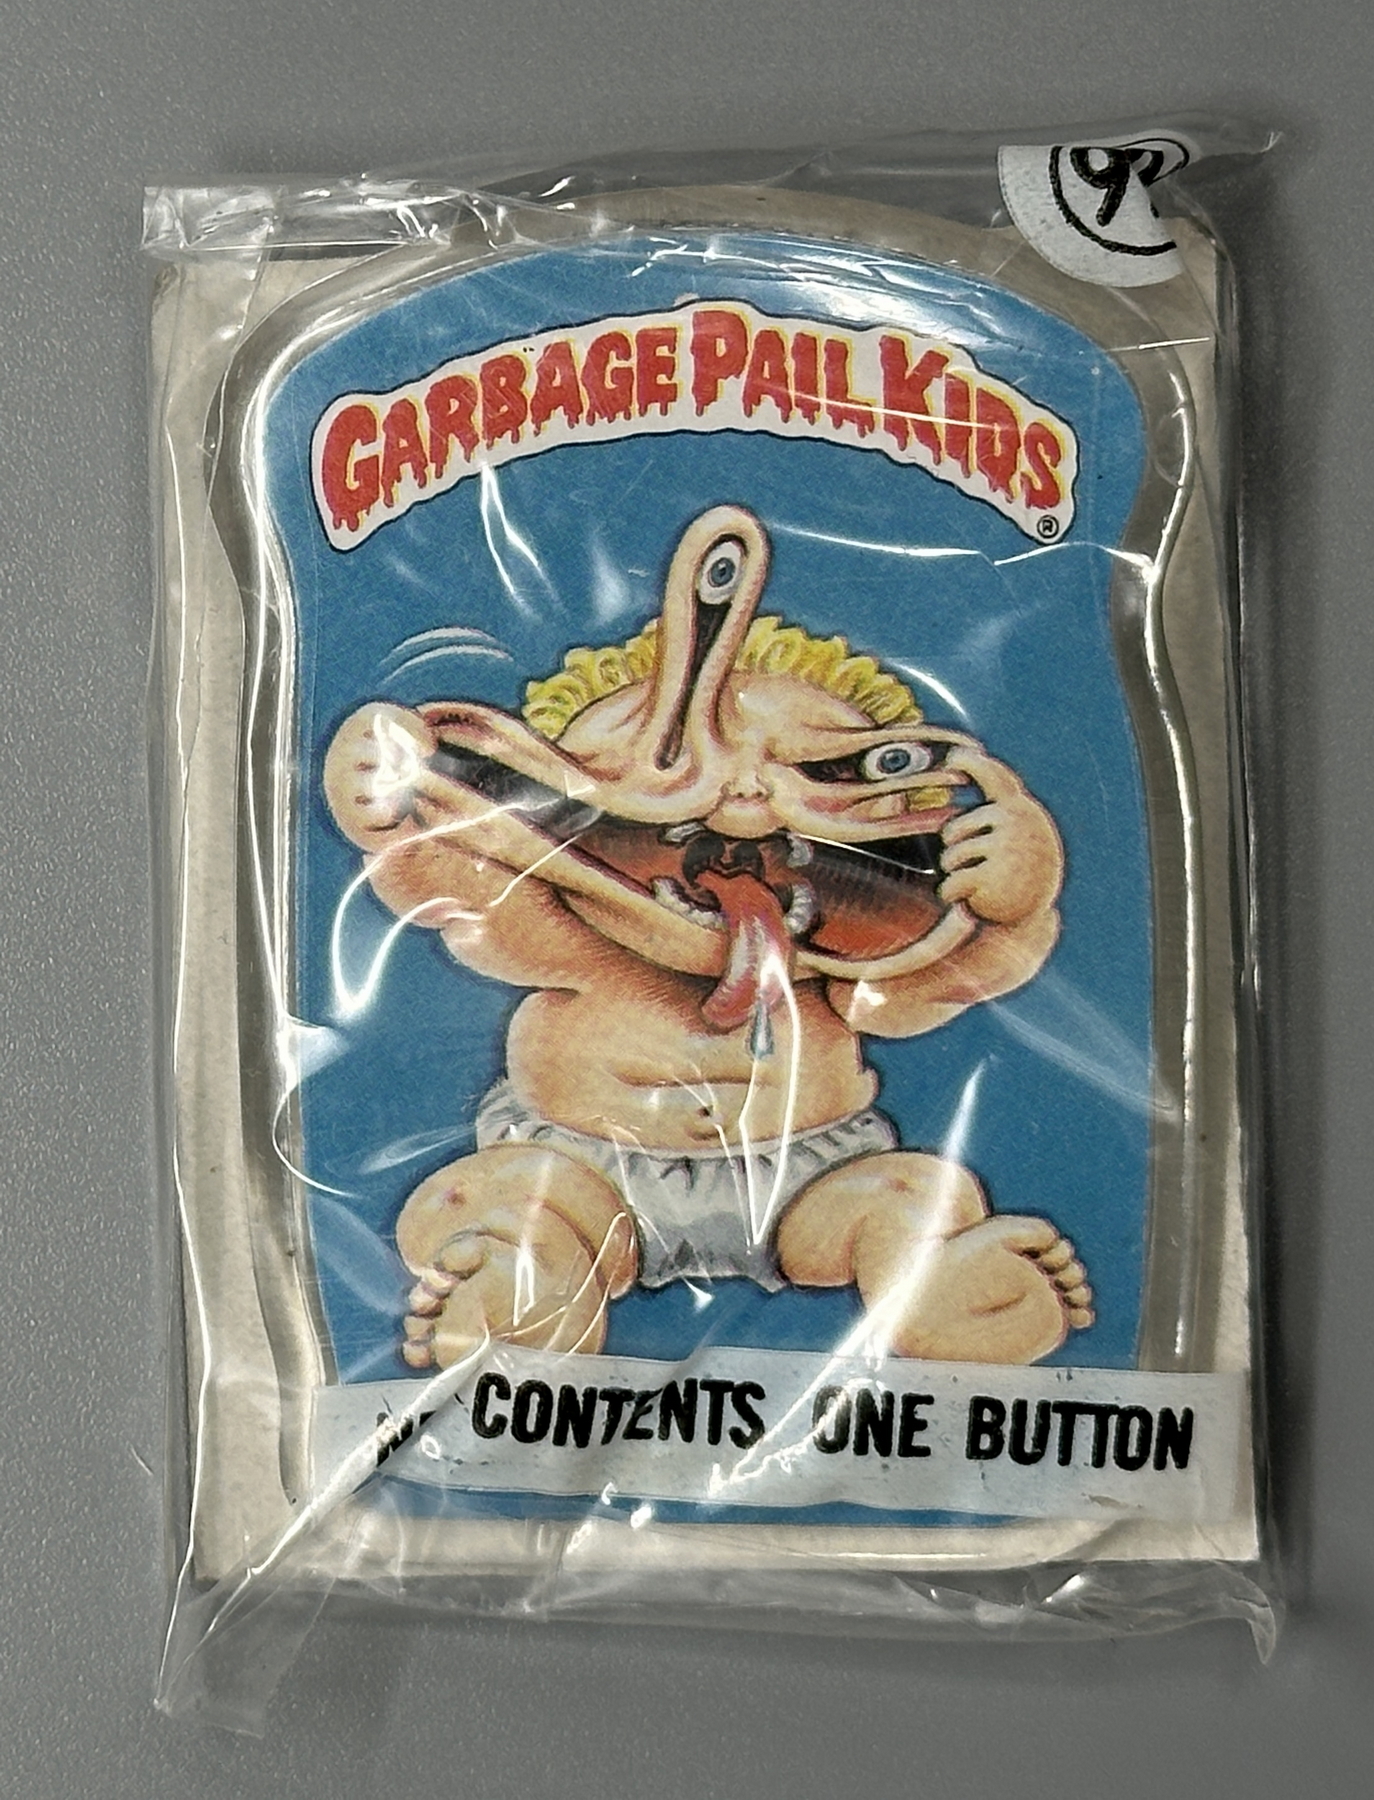 GARBAGE PAIL KIDS
®
CONTENTS ONE BUTTON